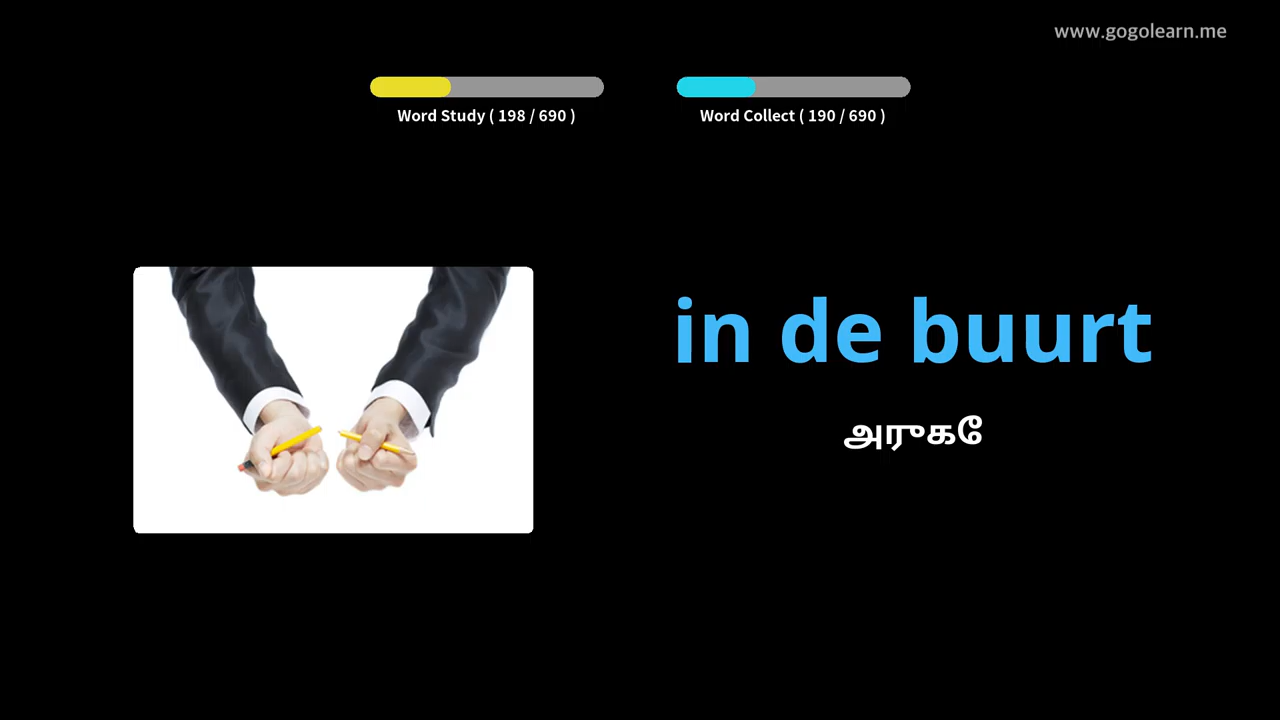 www.gogolearn.me
Word Study ( 198 / 690 )
Word Collect ( 190 / 690 )
in de buurt
அருகே